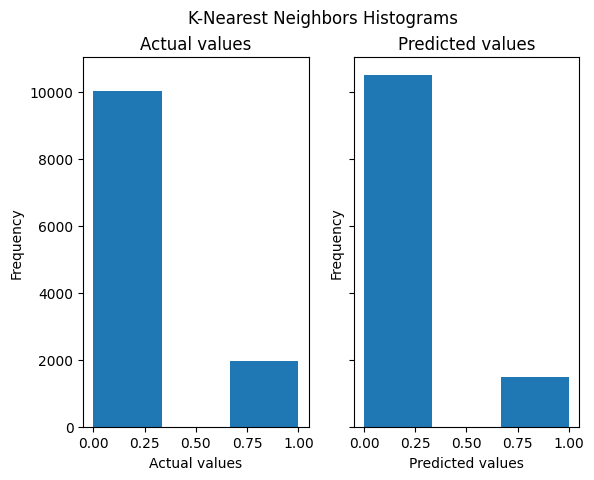 K-Nearest Neighbors Histograms
Actual values
Predicted values
10000
8000
6000
4000
2000
0
Frequency
Frequency
0.00 0.25 0.50 0.75 1.00
0.00 0.25 0.50 0.75 1.00
Actual values
Predicted values